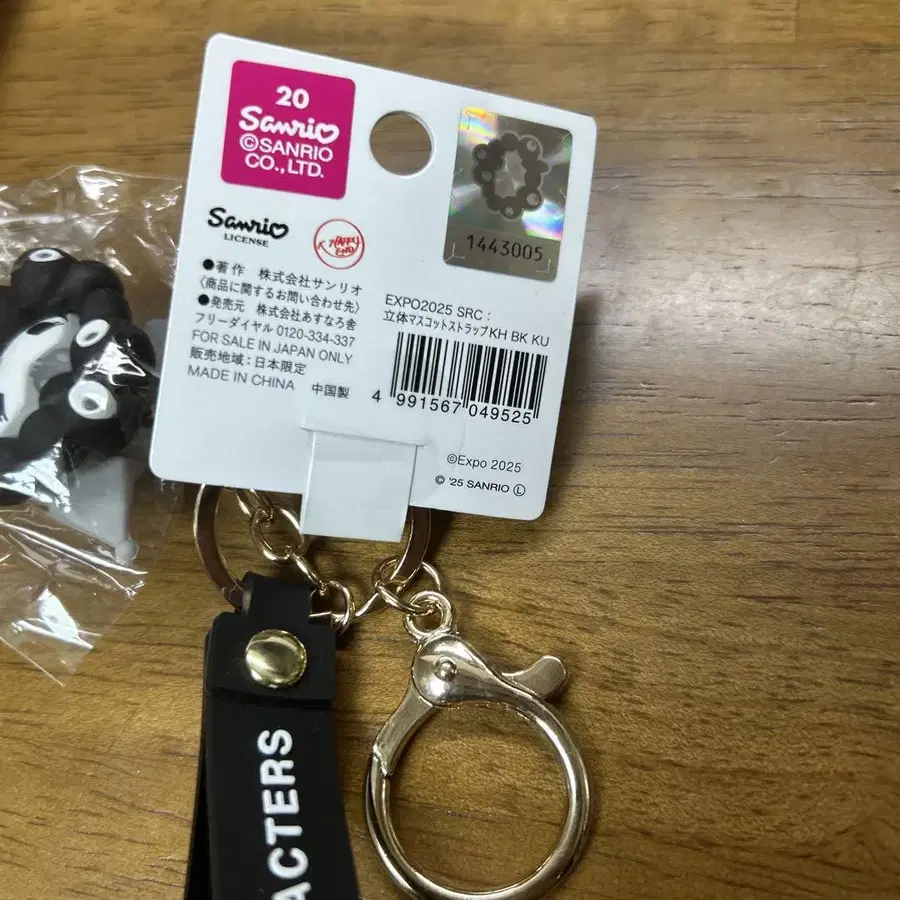 20
Sanrio
©SANRIO
CO.,LTD.
Sanrio
LICENSE
HAPPY
END
●著作 株式会社サンリオ
〈商品に関するお問い合わせ先〉
●発売元 株式会社あすなろ舎
フリーダイヤル 0120-334-337
FOR SALE IN JAPAN ONLY
販売地域:日本限定
MADE IN CHINA 中国製
1443005
EXPO2025 SRC :
立体マスコットストラップKH BK KU
4 991567 049525
©Expo 2025
© '25 SANRIO Ⓛ
ACTERS